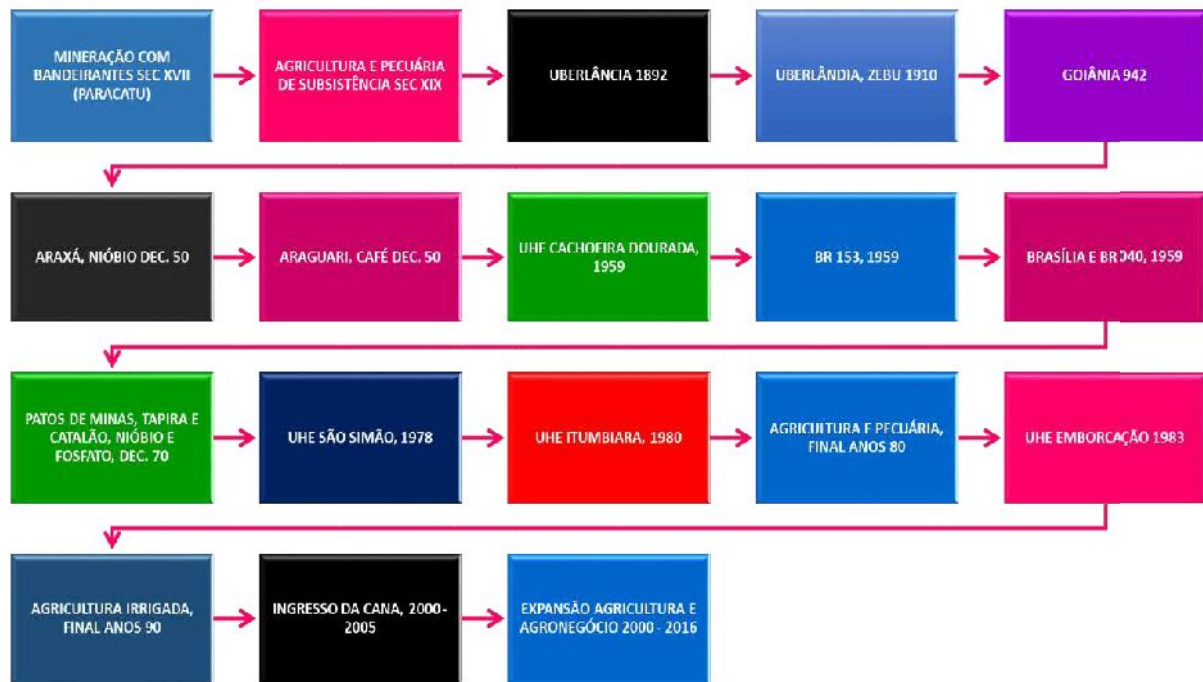 MINERAÇÃO COM
BANDEIRANTES SEC XVII
(PARACATU)
AGRICULTURA E PECUÁRIA
DE SUBSISTÊNCIA SEC XIX
UBERLÂNCIA 1892
UBERLÂNDIA, ZEBU 1910
GOIÂNIA 942
ARAXÁ, NIÓBIO DEC. 50
ARAGUARI, CAFÉ DEC. 50
UHE CACHOEIRA DOURADA,
1959
BR 153, 1959
BRASÍLIA E BR 040, 1959
PATOS DE MINAS, TAPIRA E
CATALÃO, NIÓBIO E
FOSFATO, DEC. 70
UHE SÃO SIMÃO, 1978
UHE ITUMBIARA, 1980
AGRICULTURA E PECUÁRIA,
FINAL ANOS 80
UHE EMBORCAÇÃO 1983
AGRICULTURA IRRIGADA,
FINAL ANOS 90
INGRESSO DA CANA, 2000 -
2005
EXPANSÃO AGRICULTURA E
AGRONEGÓCIO 2000 - 2016